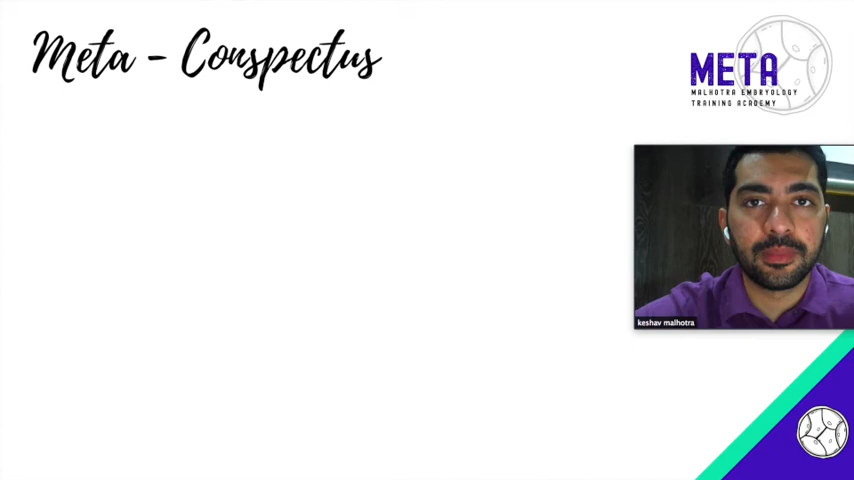 Meta - Conspectus
META
MALHOTRA EMBRYOLOGY
TRAINING ACADEMY
keshav malhotra